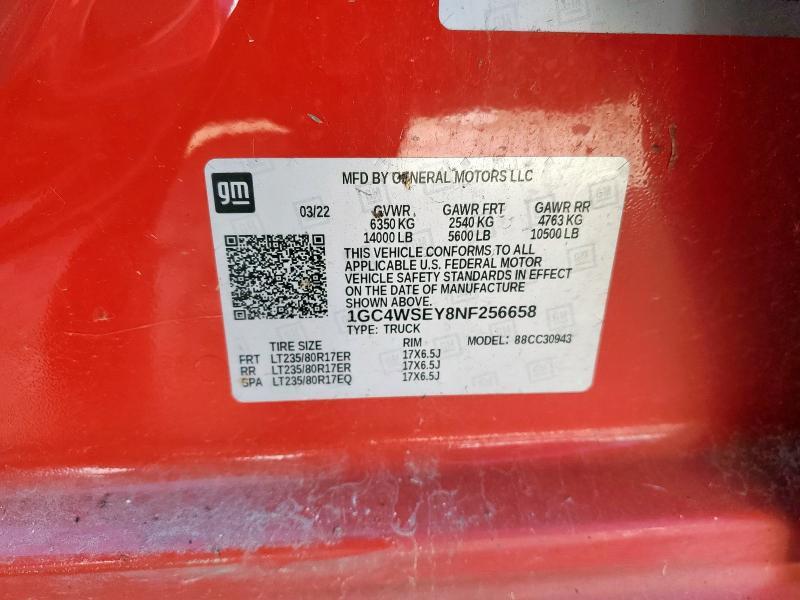 gm
MFD BY GENERAL MOTORS LLC
03/22 GVWR GAWR FRT GAWR RR
6350 KG 2540 KG 4763 KG
14000 LB 5600 LB 10500 LB
THIS VEHICLE CONFORMS TO ALL
APPLICABLE U.S. FEDERAL MOTOR
VEHICLE SAFETY STANDARDS IN EFFECT
ON THE DATE OF MANUFACTURE
SHOWN ABOVE.
1GC4WSEY8NF256658
TYPE: TRUCK MODEL: 88CC30943
TIRE SIZE RIM
FRT LT235/80R17ER 17X6.5J
RR LT235/80R17ER 17X6.5J
SPA LT235/80R17EQ 17X6.5J